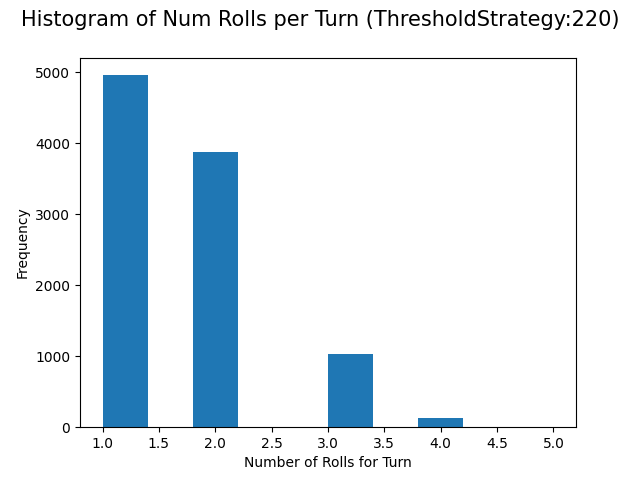 Histogram of Num Rolls per Turn (ThresholdStrategy:220)
5000
4000
3000
2000
1000
0
Frequency
1.0 1.5 2.0 2.5 3.0 3.5 4.0 4.5 5.0
Number of Rolls for Turn